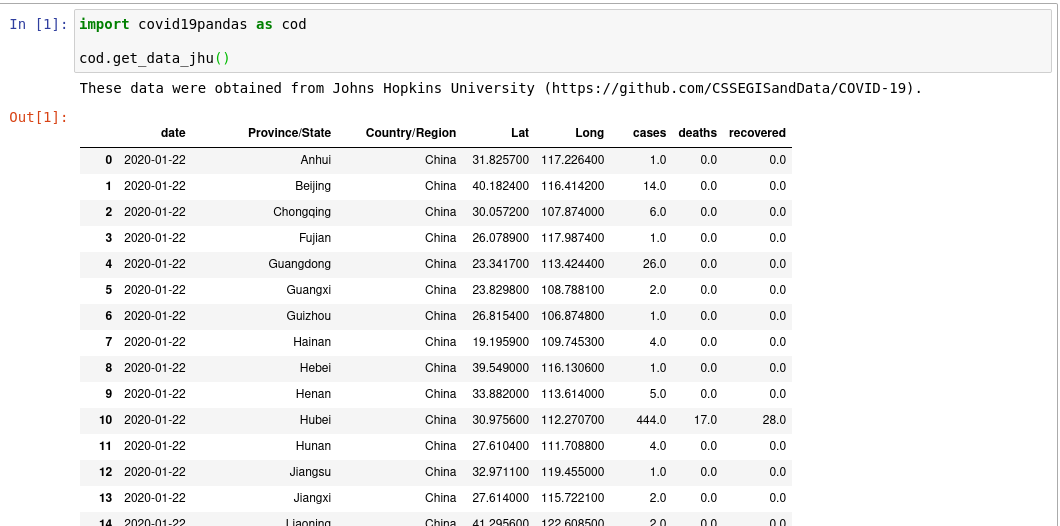 In [1]: import covid19pandas as cod
cod.get_data_jhu()
These data were obtained from Johns Hopkins University (https://github.com/CSSEGISandData/COVID-19).
Out[1]:
date Province/State Country/Region Lat Long cases deaths recovered
0 2020-01-22 Anhui China 31.825700 117.226400 1.0 0.0 0.0
1 2020-01-22 Beijing China 40.182400 116.414200 14.0 0.0 0.0
2 2020-01-22 Chongqing China 30.057200 107.874000 6.0 0.0 0.0
3 2020-01-22 Fujian China 26.078900 117.987400 1.0 0.0 0.0
4 2020-01-22 Guangdong China 23.341700 113.424400 26.0 0.0 0.0
5 2020-01-22 Guangxi China 23.829800 108.788100 2.0 0.0 0.0
6 2020-01-22 Guizhou China 26.815400 106.874800 1.0 0.0 0.0
7 2020-01-22 Hainan China 19.195900 109.745300 4.0 0.0 0.0
8 2020-01-22 Hebei China 39.549000 116.130600 1.0 0.0 0.0
9 2020-01-22 Henan China 33.882000 113.614000 5.0 0.0 0.0
10 2020-01-22 Hubei China 30.975600 112.270700 444.0 17.0 28.0
11 2020-01-22 Hunan China 27.610400 111.708800 4.0 0.0 0.0
12 2020-01-22 Jiangsu China 32.971100 119.455000 1.0 0.0 0.0
13 2020-01-22 Jiangxi China 27.614000 115.722100 2.0 0.0 0.0
14 2020-01-22 Liaoning China 41.295600 122.608500 2.0 0.0 0.0